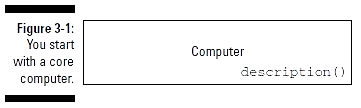 Figure 3-1:
You start
with a core
computer.
Computer
description()